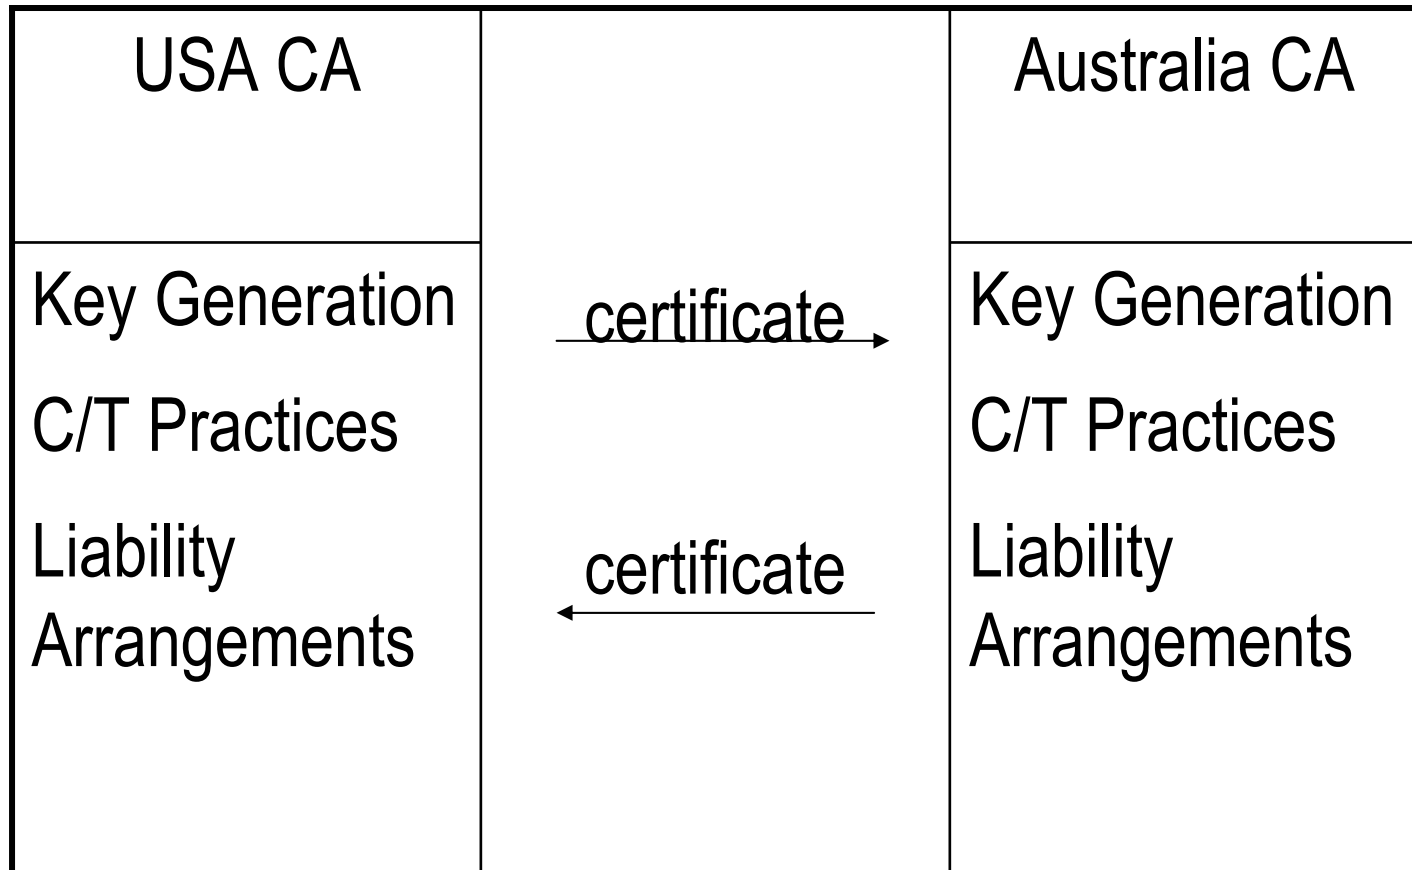 USA CA
Australia CA
Key Generation
C/T Practices
Liability
Arrangements
certificate
certificate
Key Generation
C/T Practices
Liability
Arrangements